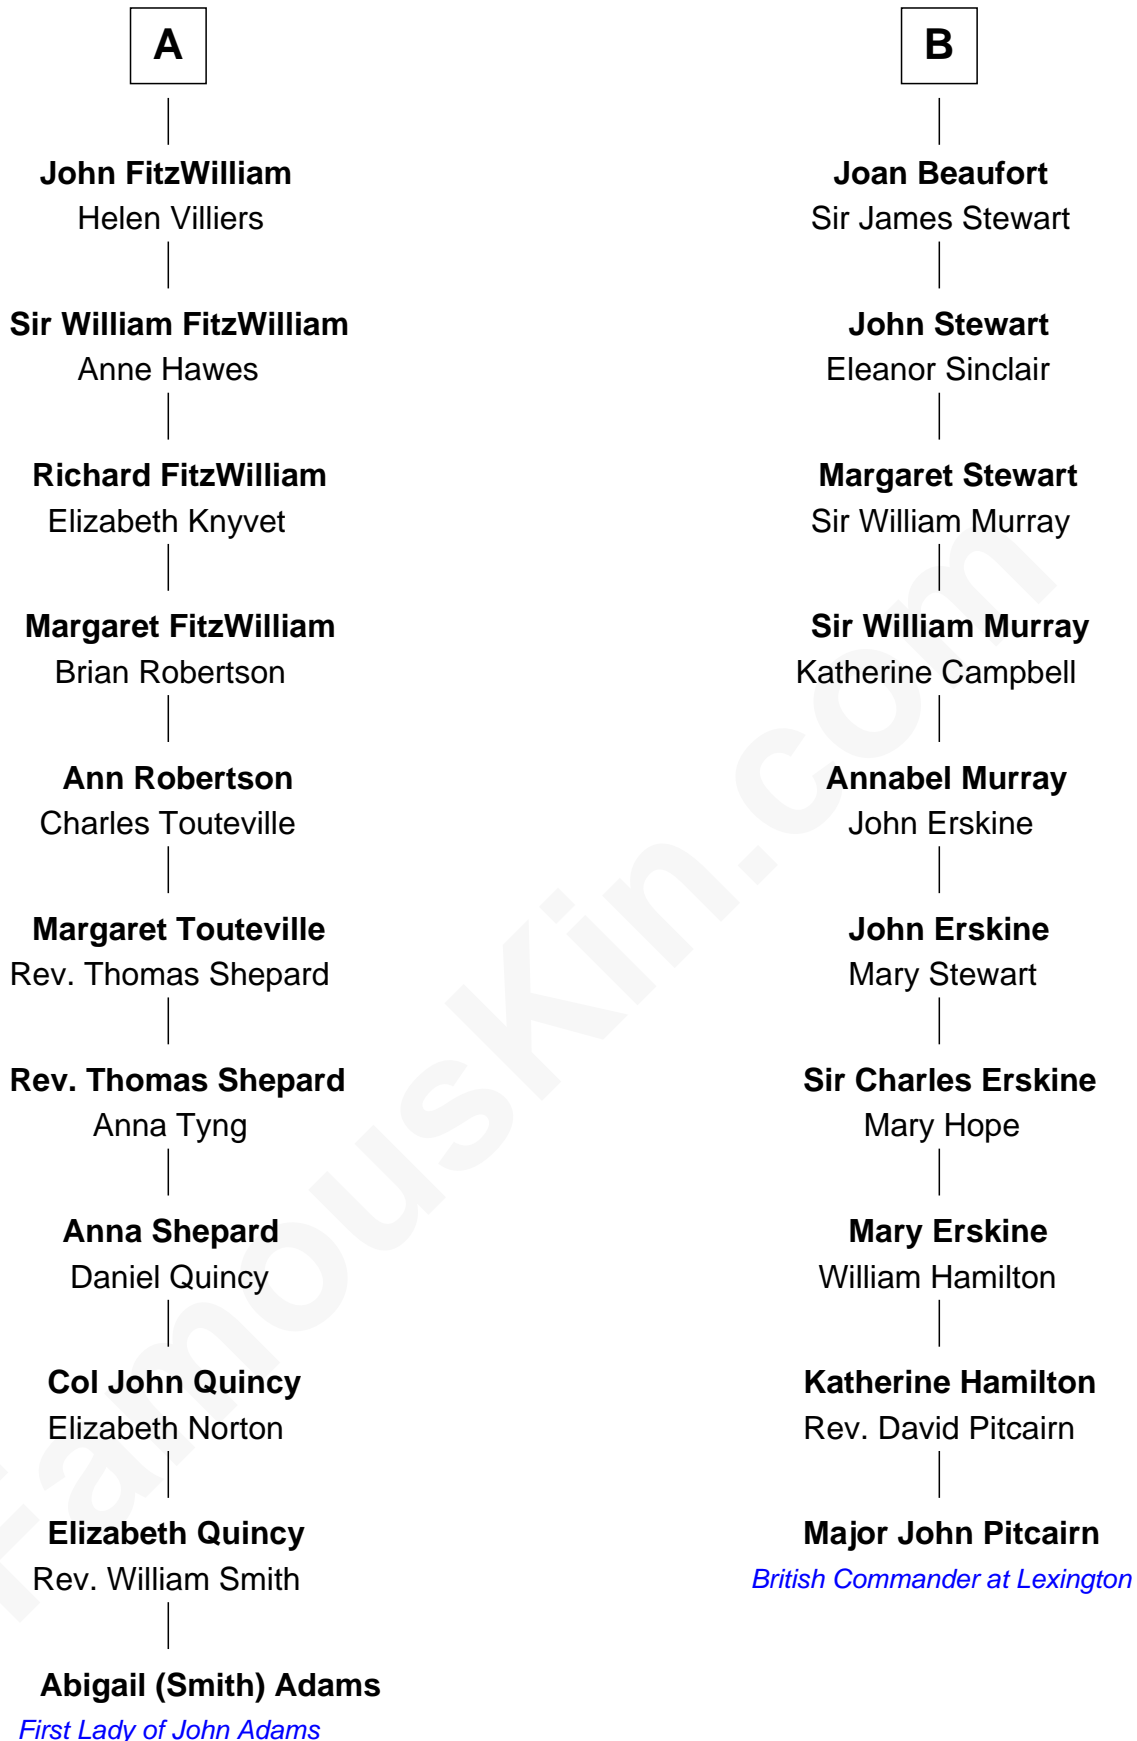 A
John FitzWilliam
Helen Villiers
Sir William FitzWilliam
Anne Hawes
Richard FitzWilliam
Elizabeth Knyvet
Margaret FitzWilliam
Brian Robertson
Ann Robertson
Charles Touteville
Margaret Touteville
Rev. Thomas Shepard
Rev. Thomas Shepard
Anna Tyng
Anna Shepard
Daniel Quincy
Col John Quincy
Elizabeth Norton
Elizabeth Quincy
Rev. William Smith
Abigail (Smith) Adams
First Lady of John Adams
B
Joan Beaufort
Sir James Stewart
John Stewart
Eleanor Sinclair
Margaret Stewart
Sir William Murray
Sir William Murray
Katherine Campbell
Annabel Murray
John Erskine
John Erskine
Mary Stewart
Sir Charles Erskine
Mary Hope
Mary Erskine
William Hamilton
Katherine Hamilton
Rev. David Pitcairn
Major John Pitcairn
British Commander at Lexington
FamousKin.com